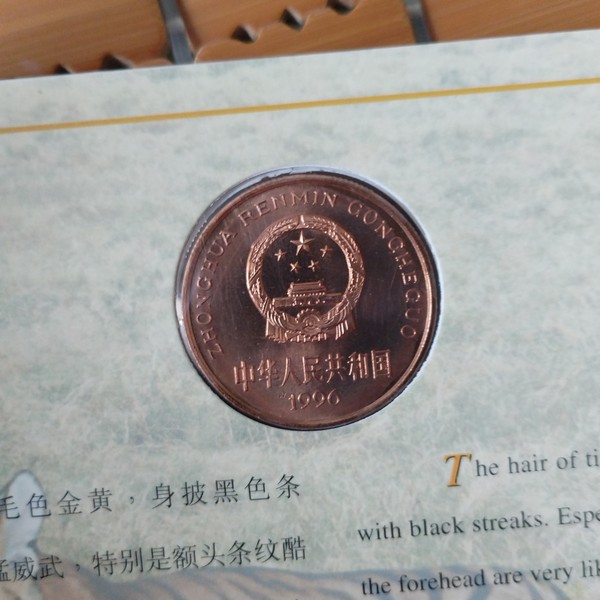 ZHONGHUA RENMIN GONGHEGUO
中华人民共和国
1996
毛色金黄，身披黑色条
威武，特别是额头条纹酷
The hair of ti
with black streaks. Espe
the forehead are very lik